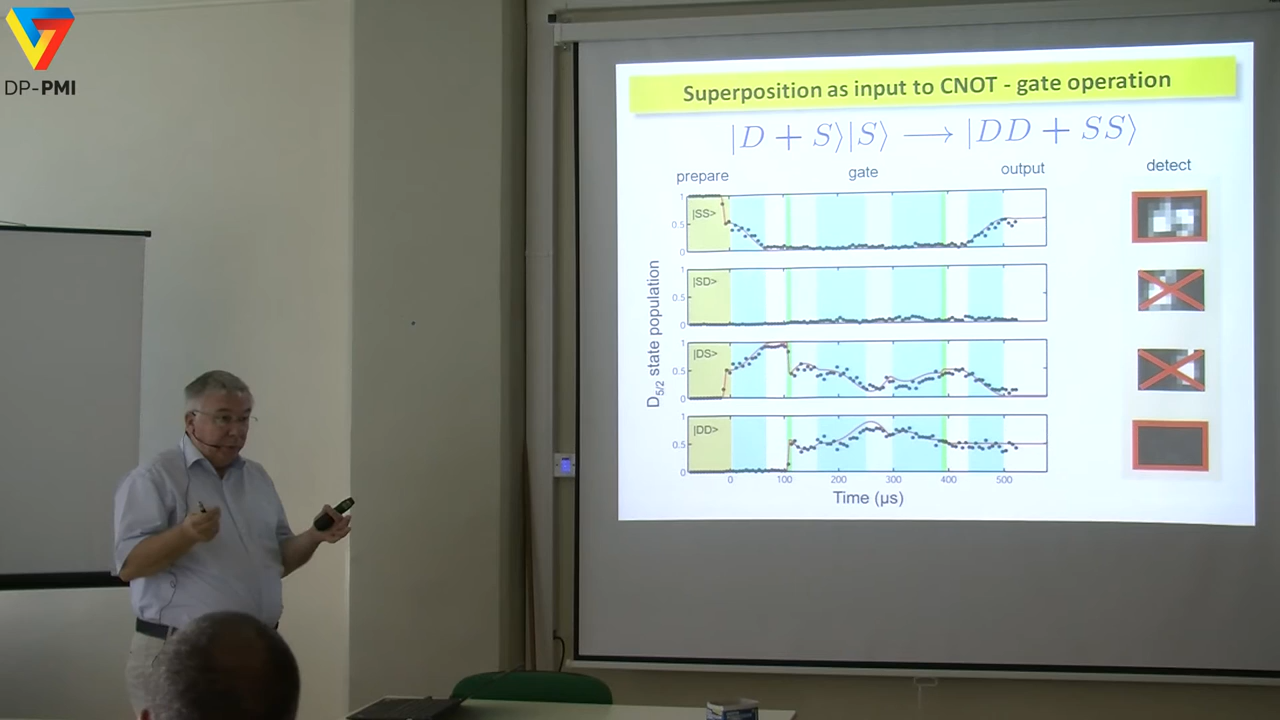 DP-PMI
Superposition as input to CNOT - gate operation
|D + S⟩|S⟩ ⟶ |DD + SS⟩
prepare gate output detect
D5/2 state population
1
0.5
0
|SS>
1
0.5
0
|SD>
1
0.5
0
|DS>
1
0.5
0
|DD>
0 100 200 300 400 500
Time (µs)